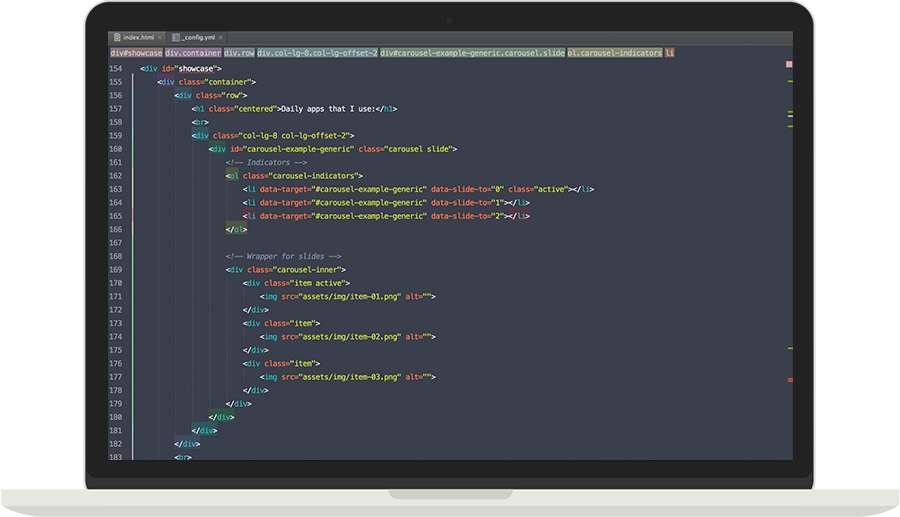 index.html × _config.yml ×
div#showcase div.container div.row div.col-lg-8.col-lg-offset-2 div#carousel-example-generic.carousel.slide ol.carousel-indicators li
154 <div id="showcase">
155 <div class="container">
156 <div class="row">
157 <h1 class="centered">Daily apps that I use:</h1>
158 <br>
159 <div class="col-lg-8 col-lg-offset-2">
160 <div id="carousel-example-generic" class="carousel slide">
161 <!-- Indicators -->
162 <ol class="carousel-indicators">
163 <li data-target="#carousel-example-generic" data-slide-to="0" class="active"></li>
164 <li data-target="#carousel-example-generic" data-slide-to="1"></li>
165 <li data-target="#carousel-example-generic" data-slide-to="2"></li>
166 </ol>
167
168 <!-- Wrapper for slides -->
169 <div class="carousel-inner">
170 <div class="item active">
171 <img src="assets/img/item-01.png" alt="">
172 </div>
173 <div class="item">
174 <img src="assets/img/item-02.png" alt="">
175 </div>
176 <div class="item">
177 <img src="assets/img/item-03.png" alt="">
178 </div>
179 </div>
180 </div>
181 </div>
182 </div>
183 <br>